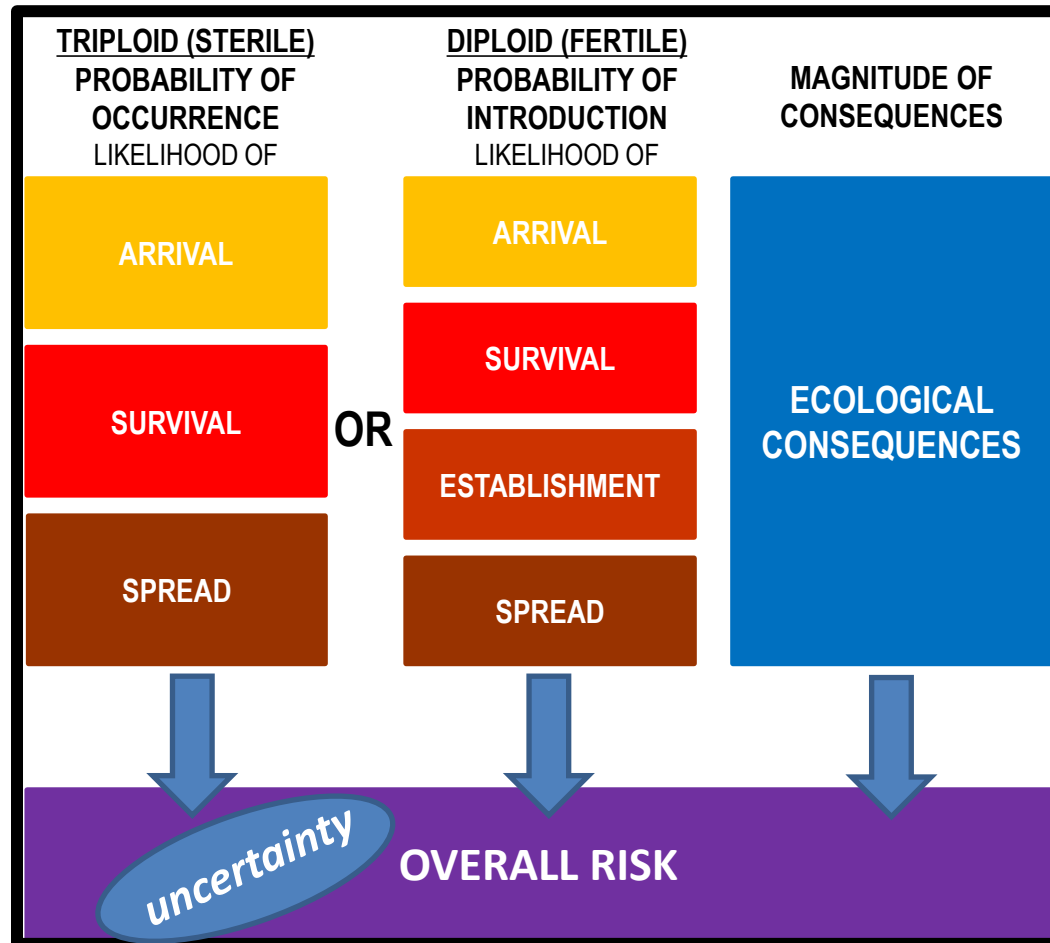 TRIPLOID (STERILE)
PROBABILITY OF
OCCURRENCE
LIKELIHOOD OF
ARRIVAL
SURVIVAL
SPREAD
OR
DIPLOID (FERTILE)
PROBABILITY OF
INTRODUCTION
LIKELIHOOD OF
ARRIVAL
SURVIVAL
ESTABLISHMENT
SPREAD
MAGNITUDE OF
CONSEQUENCES
ECOLOGICAL
CONSEQUENCES
uncertainty
OVERALL RISK